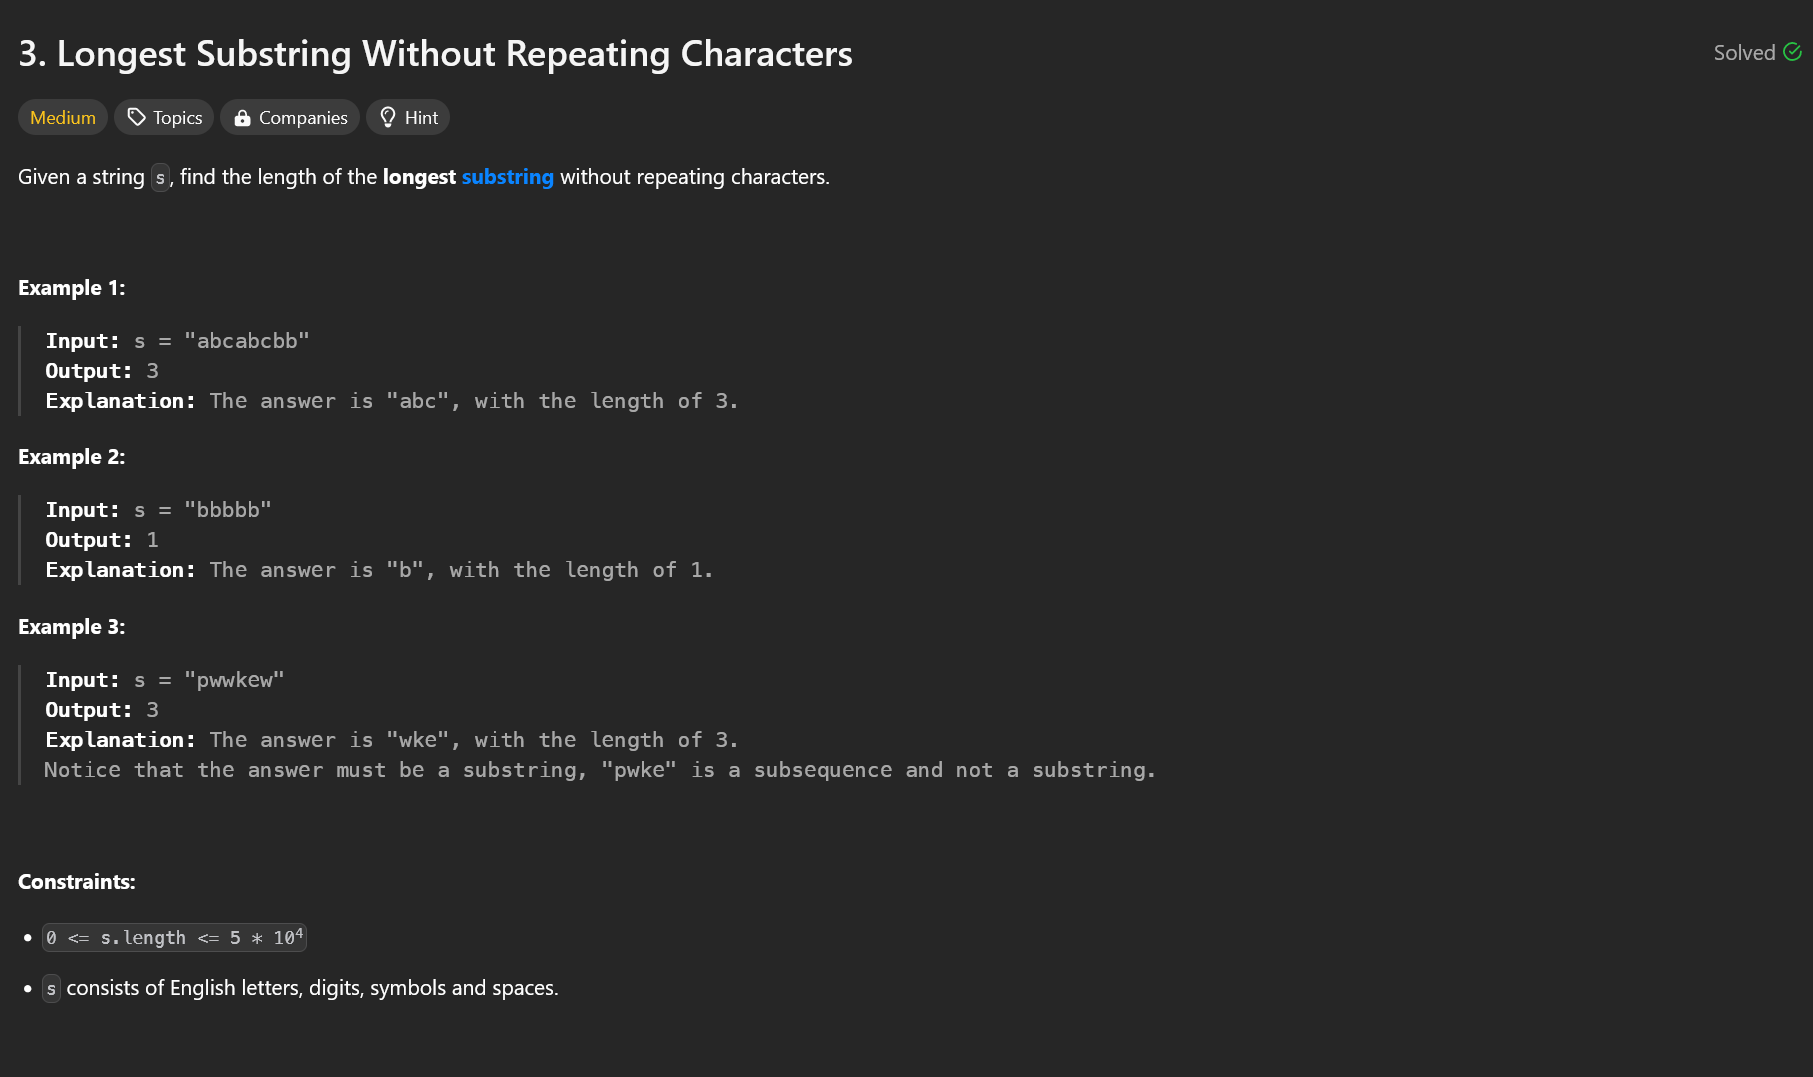 3. Longest Substring Without Repeating Characters
Solved
Medium Topics Companies Hint
Given a string s, find the length of the longest substring without repeating characters.
Example 1:
Input: s = "abcabcbb"
Output: 3
Explanation: The answer is "abc", with the length of 3.
Example 2:
Input: s = "bbbbb"
Output: 1
Explanation: The answer is "b", with the length of 1.
Example 3:
Input: s = "pwwkew"
Output: 3
Explanation: The answer is "wke", with the length of 3.
Notice that the answer must be a substring, "pwke" is a subsequence and not a substring.
Constraints:
• 0 <= s.length <= 5 * 10⁴
• s consists of English letters, digits, symbols and spaces.